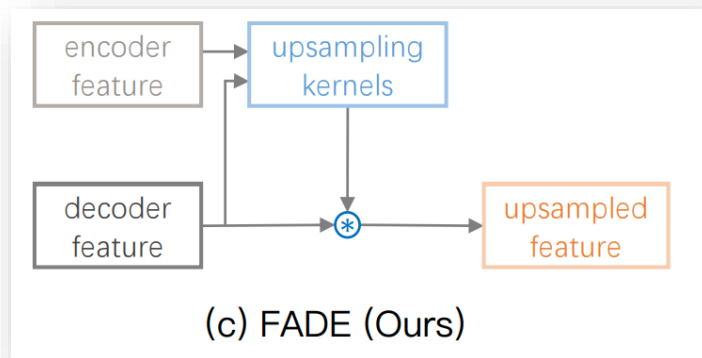 encoder
feature
upsampling
kernels
decoder
feature
*
upsampled
feature
(c) FADE (Ours)